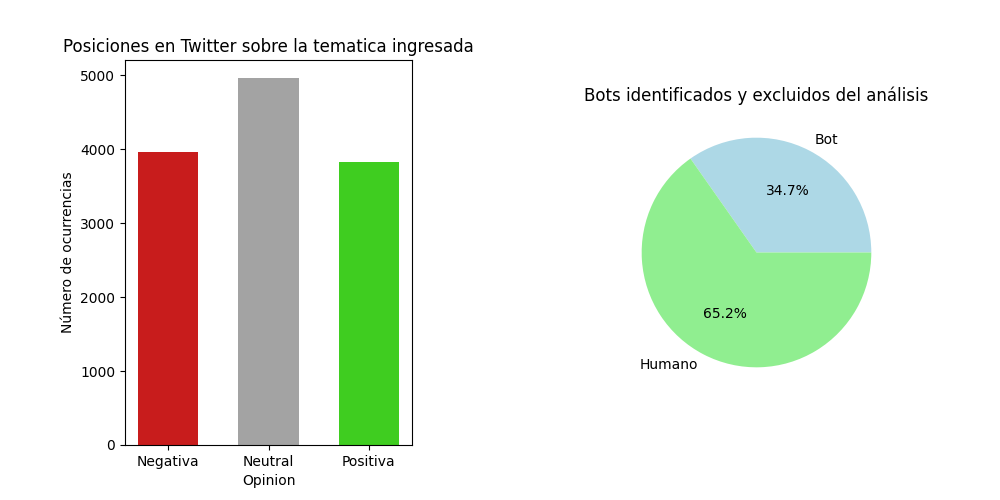 Posiciones en Twitter sobre la tematica ingresada
Número de ocurrencias
5000
4000
3000
2000
1000
0
Negativa
Neutral
Positiva
Opinion
Bots identificados y excluidos del análisis
Bot
34.7%
65.2%
Humano